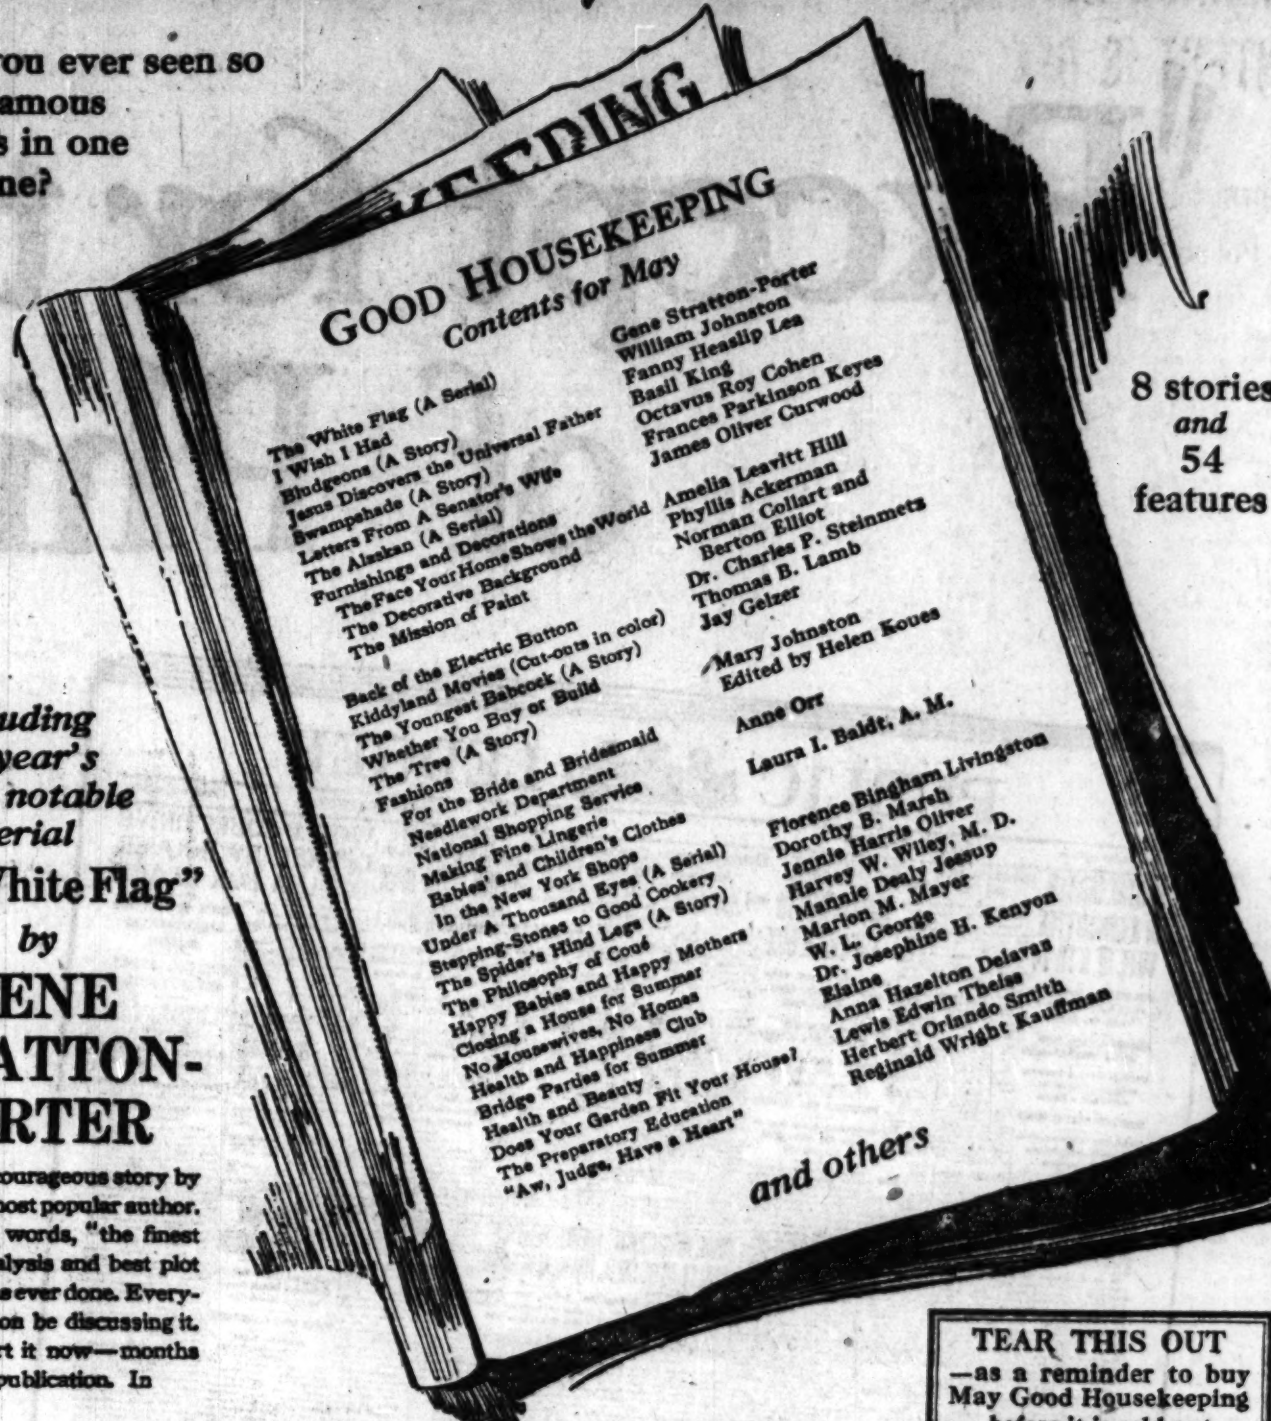 you ever seen so
amous
s in one
ne?
KEEPING
GOOD HOUSEKEEPING
Contents for May
The White Flag (A Serial)
I Wish I Had
Bludgeons (A Story)
Jesus Discovers the Universal Father
Swampshade (A Story)
Letters From A Senator's Wife
The Alaskan (A Serial)
Furnishings and Decorations
The Face Your Home Shows the World
The Decorative Background
The Mission of Paint
Back of the Electric Button
Kiddyland Movies (Cut-outs in color)
The Youngest Babcock (A Story)
Whether You Buy or Build
The Tree (A Story)
Fashions
For the Bride and Bridesmaid
Needlework Department
National Shopping Service
Making Fine Lingerie
Babies' and Children's Clothes
In the New York Shops
Under A Thousand Eyes (A Serial)
Stepping-Stones to Good Cookery
The Spider's Hind Legs (A Story)
The Philosophy of Coué
Happy Babies and Happy Mothers
Closing a House for Summer
No Housewives, No Homes
Health and Happiness Club
Bridge Parties for Summer
Health and Beauty
Does Your Garden Fit Your House?
The Preparatory Education
"Aw, Judge, Have a Heart"
Gene Stratton-Porter
William Johnston
Fanny Heaslip Lea
Basil King
Octavus Roy Cohen
Frances Parkinson Keyes
James Oliver Curwood
Amelia Leavitt Hill
Phyllis Ackerman
Norman Collart and
Berton Elliot
Dr. Charles P. Steinmetz
Thomas B. Lamb
Jay Gelzer
Mary Johnston
Edited by Helen Koues
Anne Orr
Laura I. Baldt, A. M.
Florence Bingham Livingston
Dorothy B. Marsh
Jennie Harris Oliver
Harvey W. Wiley, M. D.
Mannie Dealy Jessup
Marion M. Mayer
W. L. George
Dr. Josephine H. Kenyon
Elaine
Anna Hazelton Delavan
Lewis Edwin Theiss
Herbert Orlando Smith
Reginald Wright Kauffman
and others
8 stories
and
54
features
uding
year's
notable
erial
hite Flag"
by
ENE
ATTON-
RTER
courageous story by
most popular author.
words, "the finest
alysis and best plot
s ever done. Every-
on be discussing it.
rt it now—months
publication. In
TEAR THIS OUT
—as a reminder to buy
May Good Housekeeping